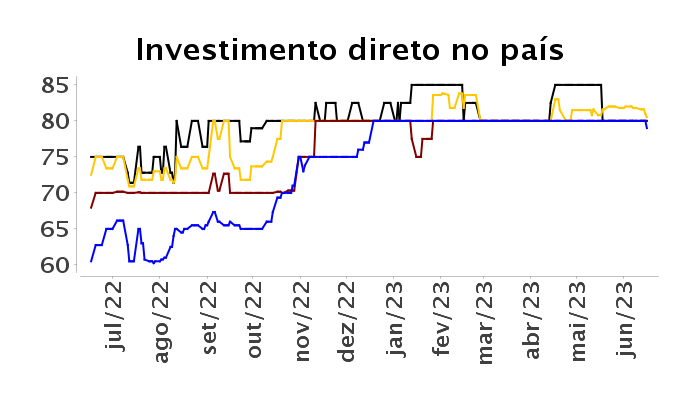 Investimento direto no país
85
80
75
70
65
60
jul/22
ago/22
set/22
out/22
nov/22
dez/22
jan/23
fev/23
mar/23
abr/23
mai/23
jun/23